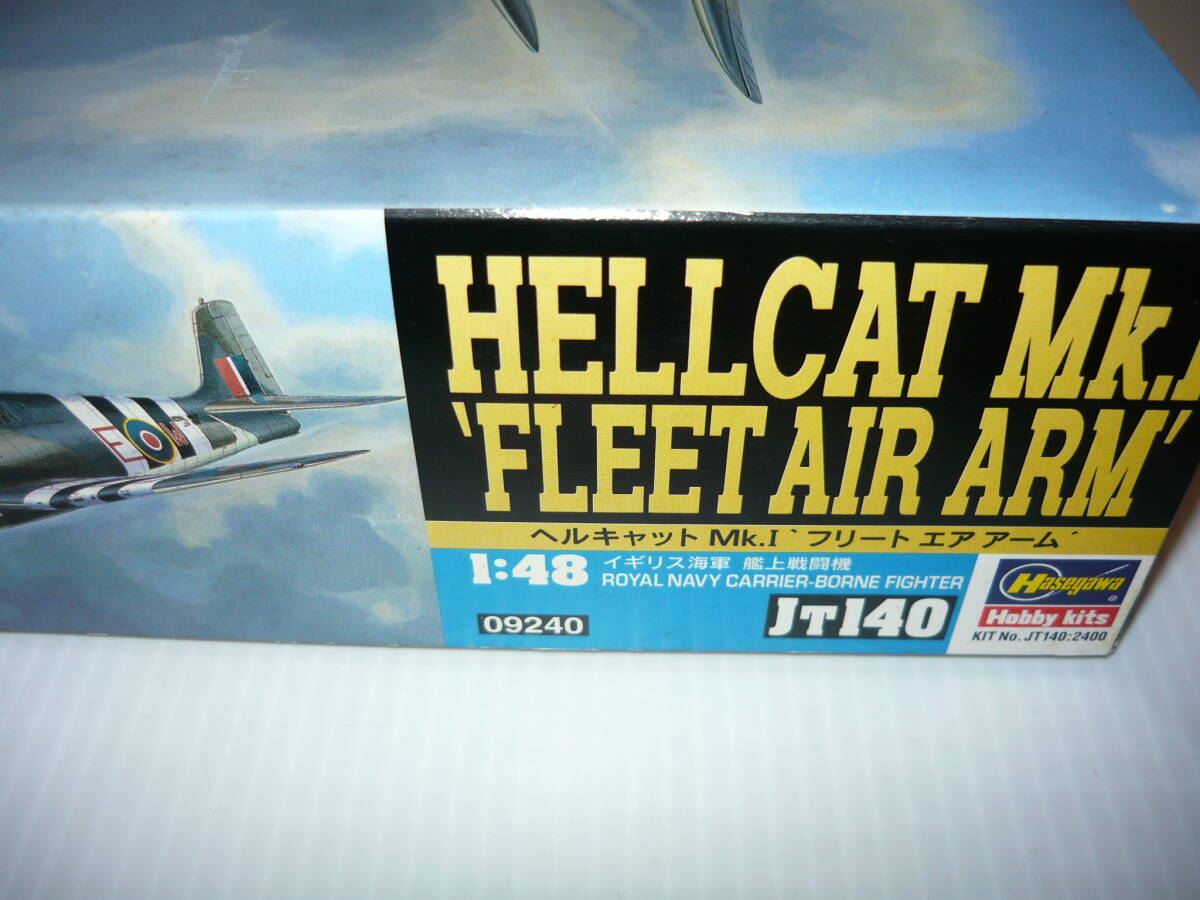 HELLCAT Mk.I
'FLEET AIR ARM'
ヘルキャット Mk.I `フリート エア アーム´
1:48
イギリス海軍 艦上戦闘機
ROYAL NAVY CARRIER-BORNE FIGHTER
09240
JT140
Hasegawa
Hobby kits
KIT No. JT140:2400